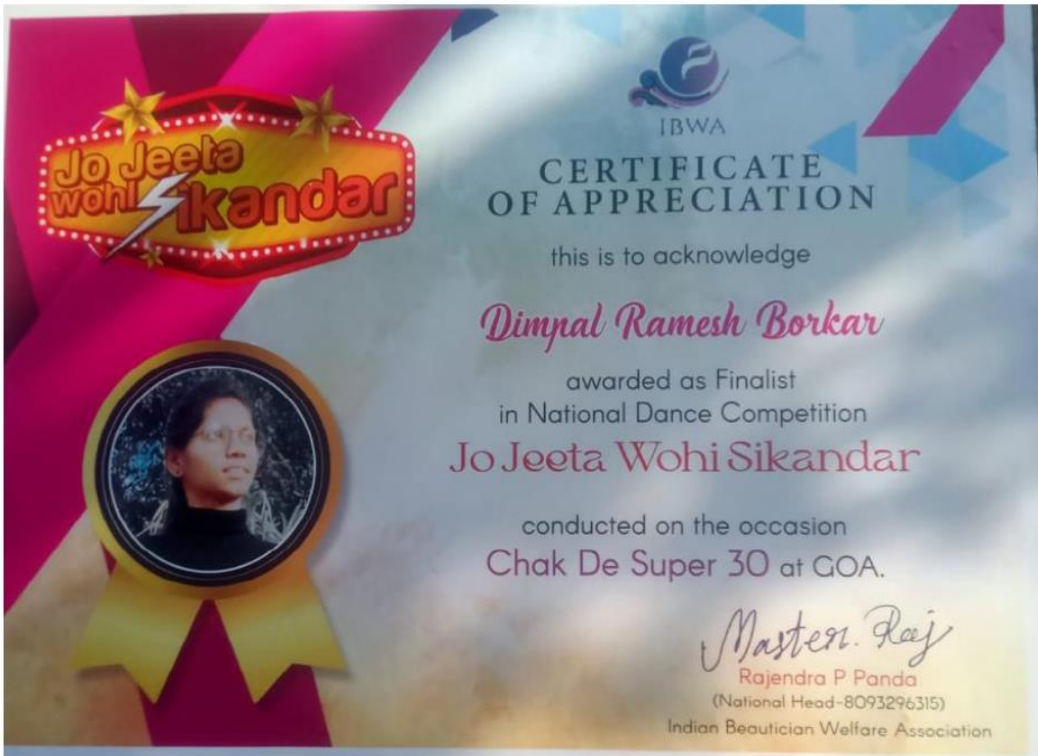 Jo Jeeta
wohi Sikandar
IBWA
CERTIFICATE
OF APPRECIATION
this is to acknowledge
Dimpal Ramesh Borkar
awarded as Finalist
in National Dance Competition
Jo Jeeta Wohi Sikandar
conducted on the occasion
Chak De Super 30 at GOA.
Master. Raj
Rajendra P Panda
(National Head-8093296315)
Indian Beautician Welfare Association